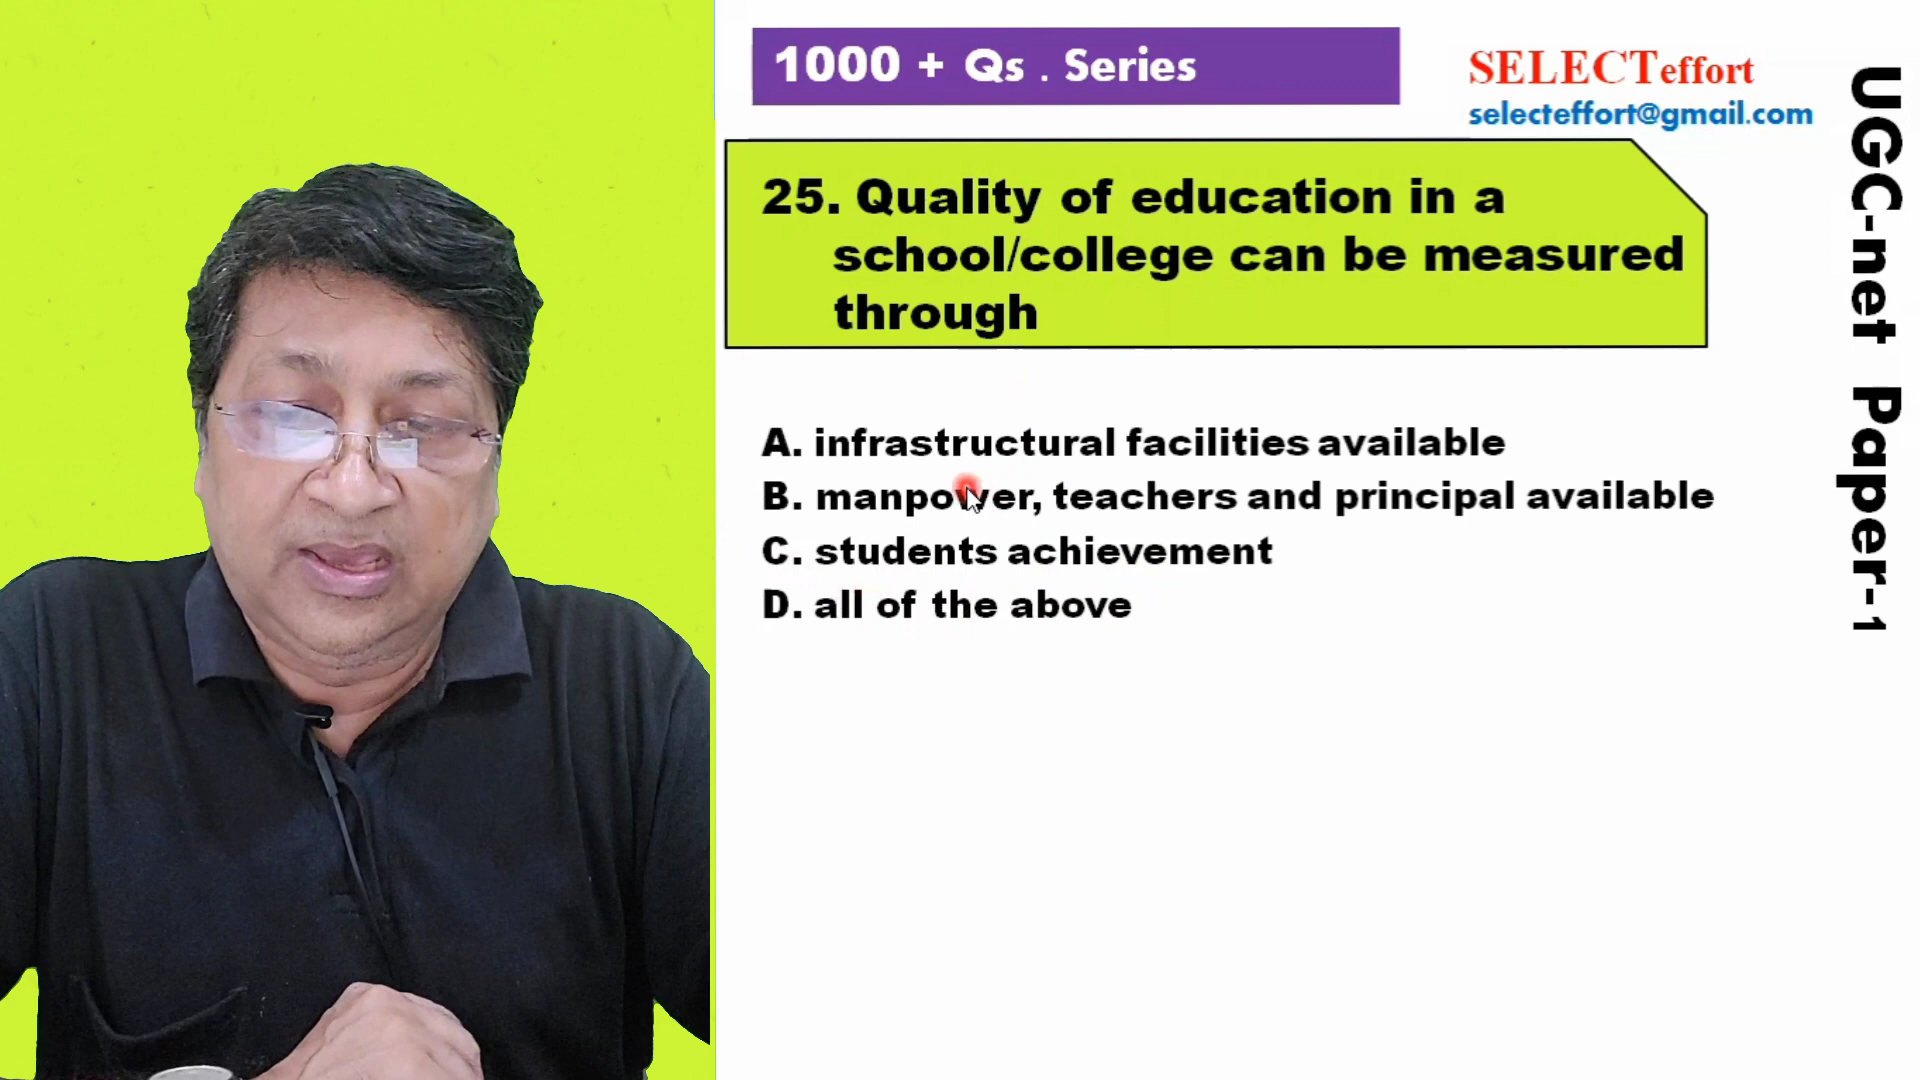 1000 + Qs . Series
SELECTeffort
selecteffort@gmail.com
25. Quality of education in a
school/college can be measured
through
A. infrastructural facilities available
B. manpower, teachers and principal available
C. students achievement
D. all of the above
UGC-net Paper-1